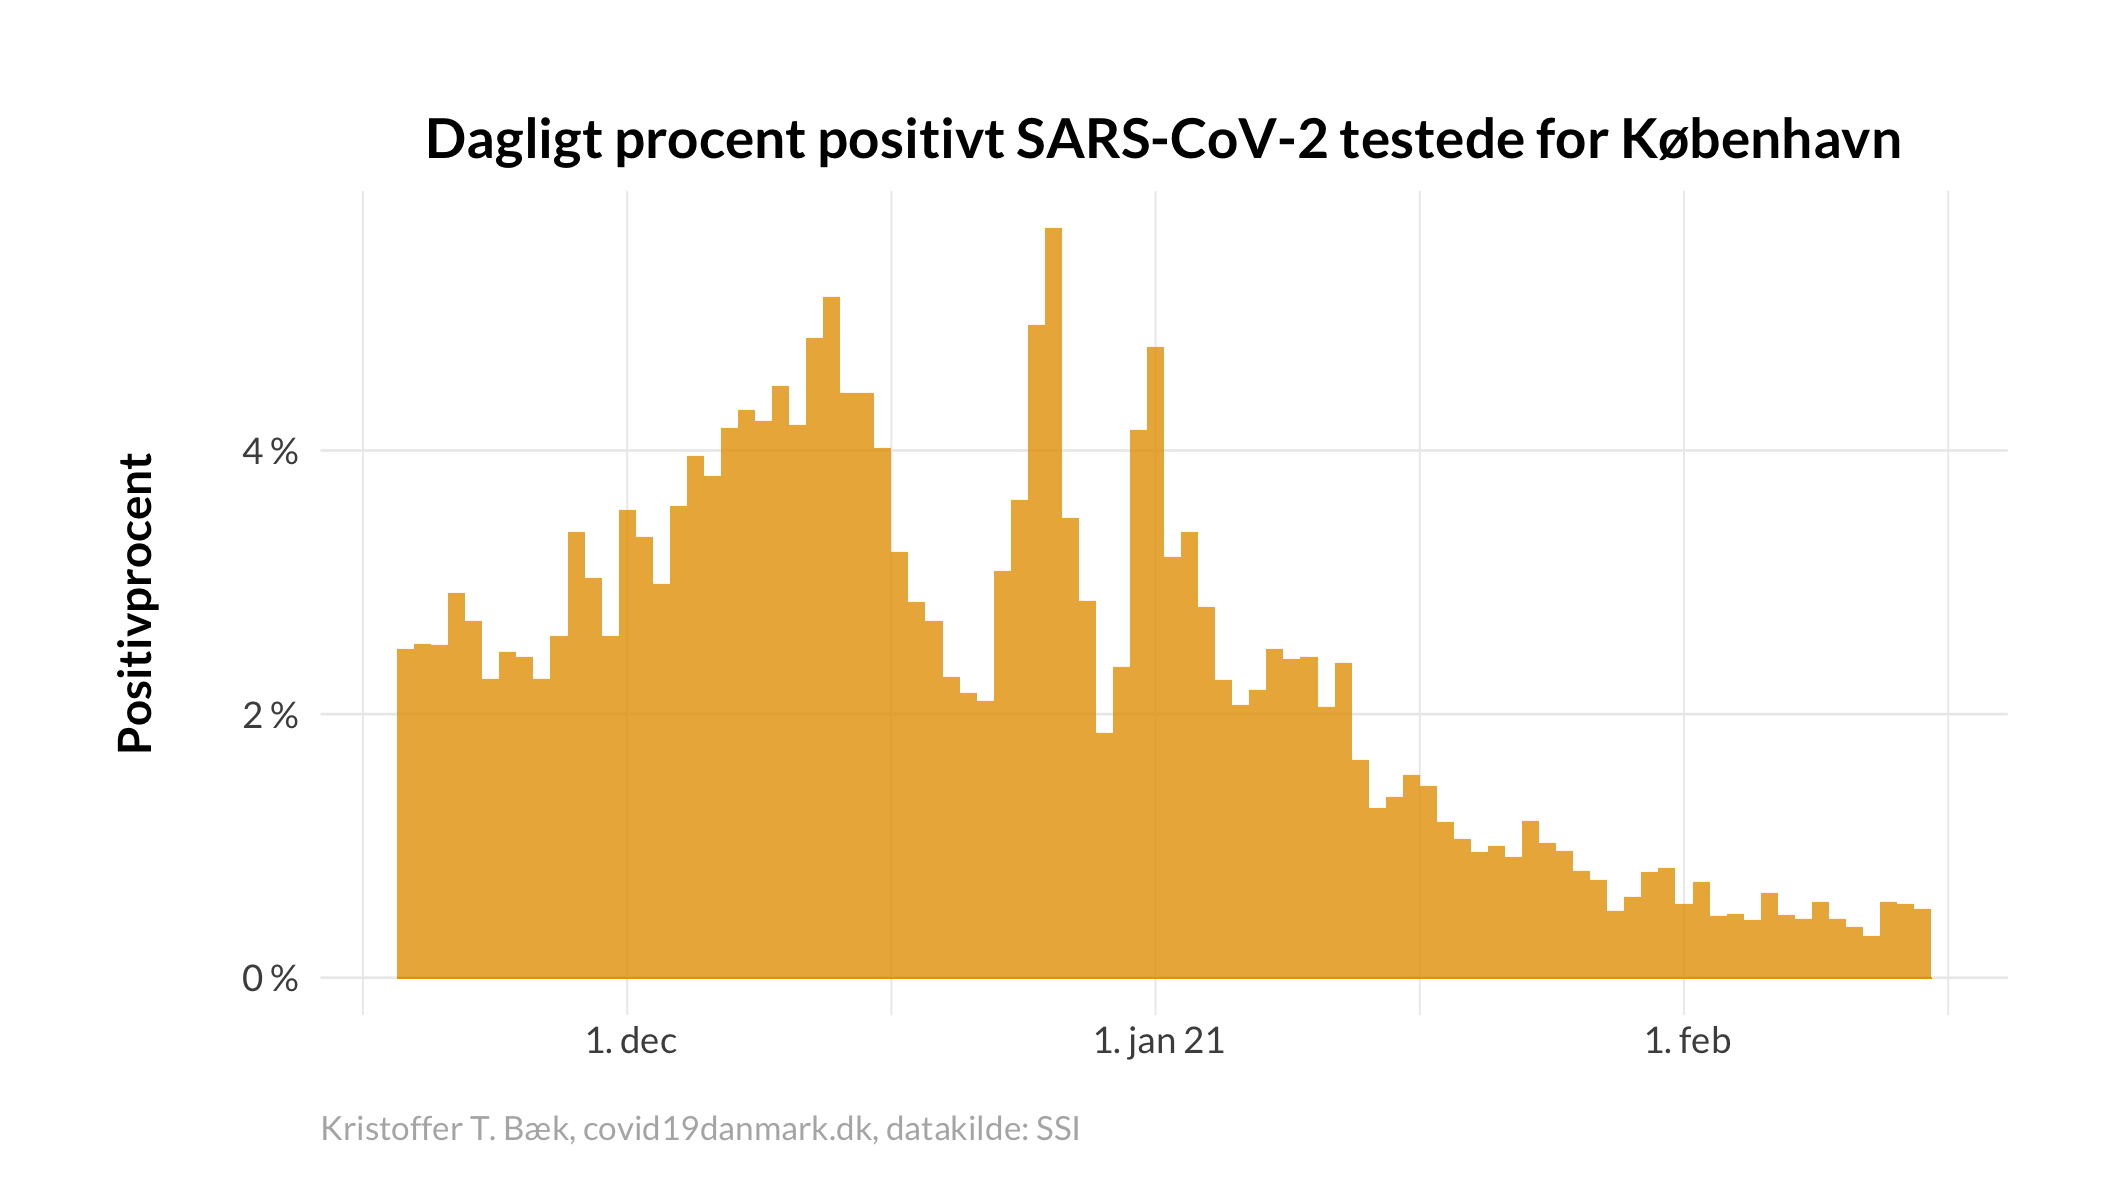 Dagligt procent positivt SARS-CoV-2 testede for København
Positivprocent
4 %
2 %
0 %
1. dec
1. jan 21
1. feb
Kristoffer T. Bæk, covid19danmark.dk, datakilde: SSI